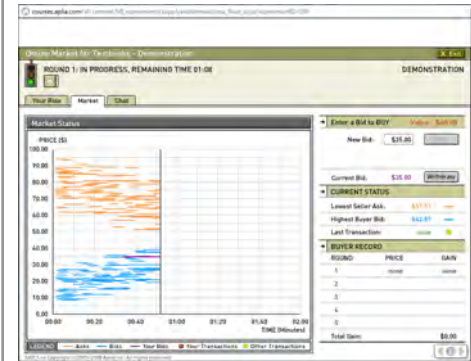 Online Market for Textbooks - Demonstration
Exit
ROUND 1: IN PROGRESS, REMAINING TIME 01:08
DEMONSTRATION
Your Role Market Chat
Market Status
PRICE ($)
100.00
90.00
80.00
70.00
60.00
50.00
40.00
30.00
20.00
10.00
0.00
00:00 00:20 00:40 01:00 01:20 01:40 02:00
TIME (Minutes)
LEGEND Asks Bids Your Bids Your Transactions Other Transactions
Enter a Bid to BUY
New Bid: $35.00
Current Bid: $35.00 Withdraw
CURRENT STATUS
Lowest Seller Ask:
Highest Buyer Bid:
Last Transaction: none
BUYER RECORD
ROUND PRICE GAIN
1 none none
2
3
4
5
Total Gain: $0.00